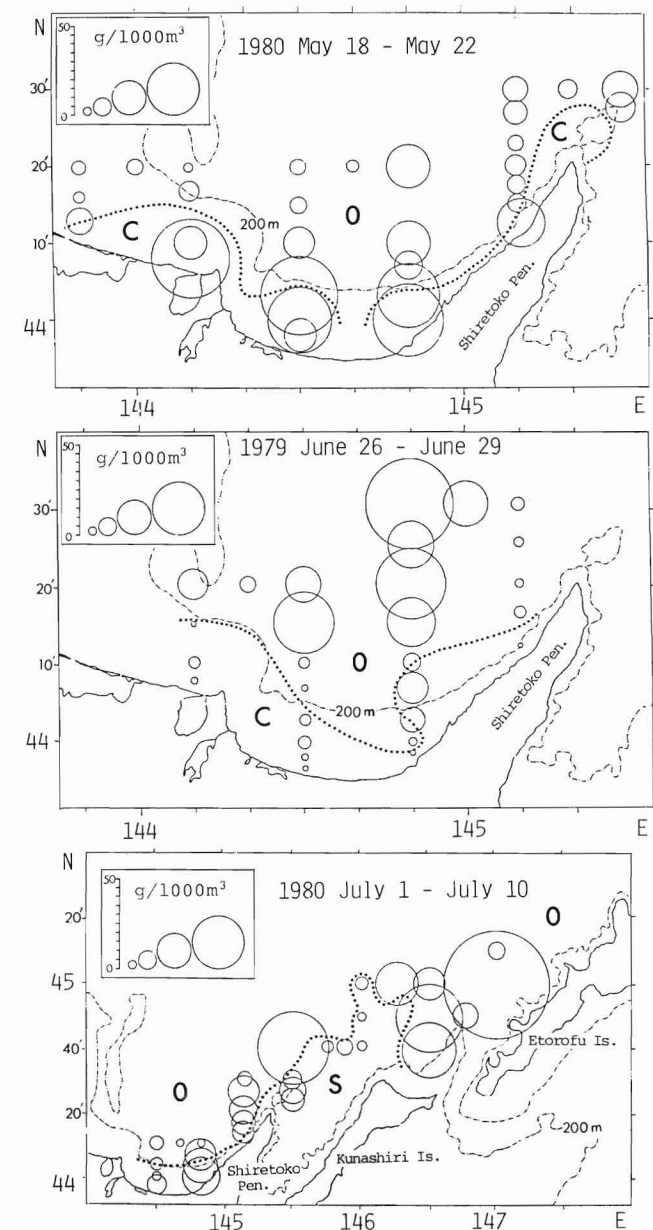 N
50
0
g/1000m³
1980 May 18 - May 22
30′
20′
10′
44
C
C
O
200m
Shiretoko Pen.
144
145
E
N
50
0
g/1000m³
1979 June 26 - June 29
30′
20′
10′
44
O
C
200m
Shiretoko Pen.
144
145
E
N
50
0
g/1000m³
1980 July 1 - July 10
O
20′
45
40′
20′
44
Etorofu Is.
S
O
200m
Shiretoko Pen.
Kunashiri Is.
145
146
147
E